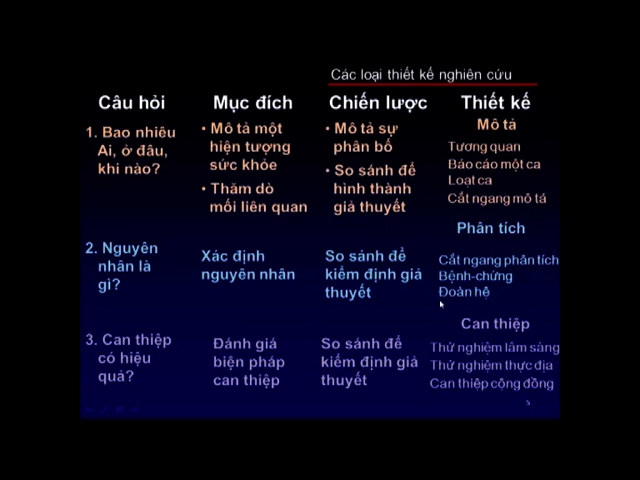 Các loại thiết kế nghiên cứu
Câu hỏi Mục đích Chiến lược Thiết kế
1. Bao nhiêu
Ai, ở đâu,
khi nào?
• Mô tả một
hiện tượng
sức khỏe
• Thăm dò
mối liên quan
• Mô tả sự
phân bố
• So sánh để
hình thành
giả thuyết
Mô tả
Tương quan
Báo cáo một ca
Loạt ca
Cắt ngang mô tả
2. Nguyên
nhân là
gì?
Xác định
nguyên nhân
So sánh để
kiểm định giả
thuyết
Phân tích
Cắt ngang phân tích
Bệnh-chứng
Đoàn hệ
3. Can thiệp
có hiệu
quả?
Đánh giá
biện pháp
can thiệp
So sánh để
kiểm định giả
thuyết
Can thiệp
Thử nghiệm lâm sàng
Thử nghiệm thực địa
Can thiệp cộng đồng